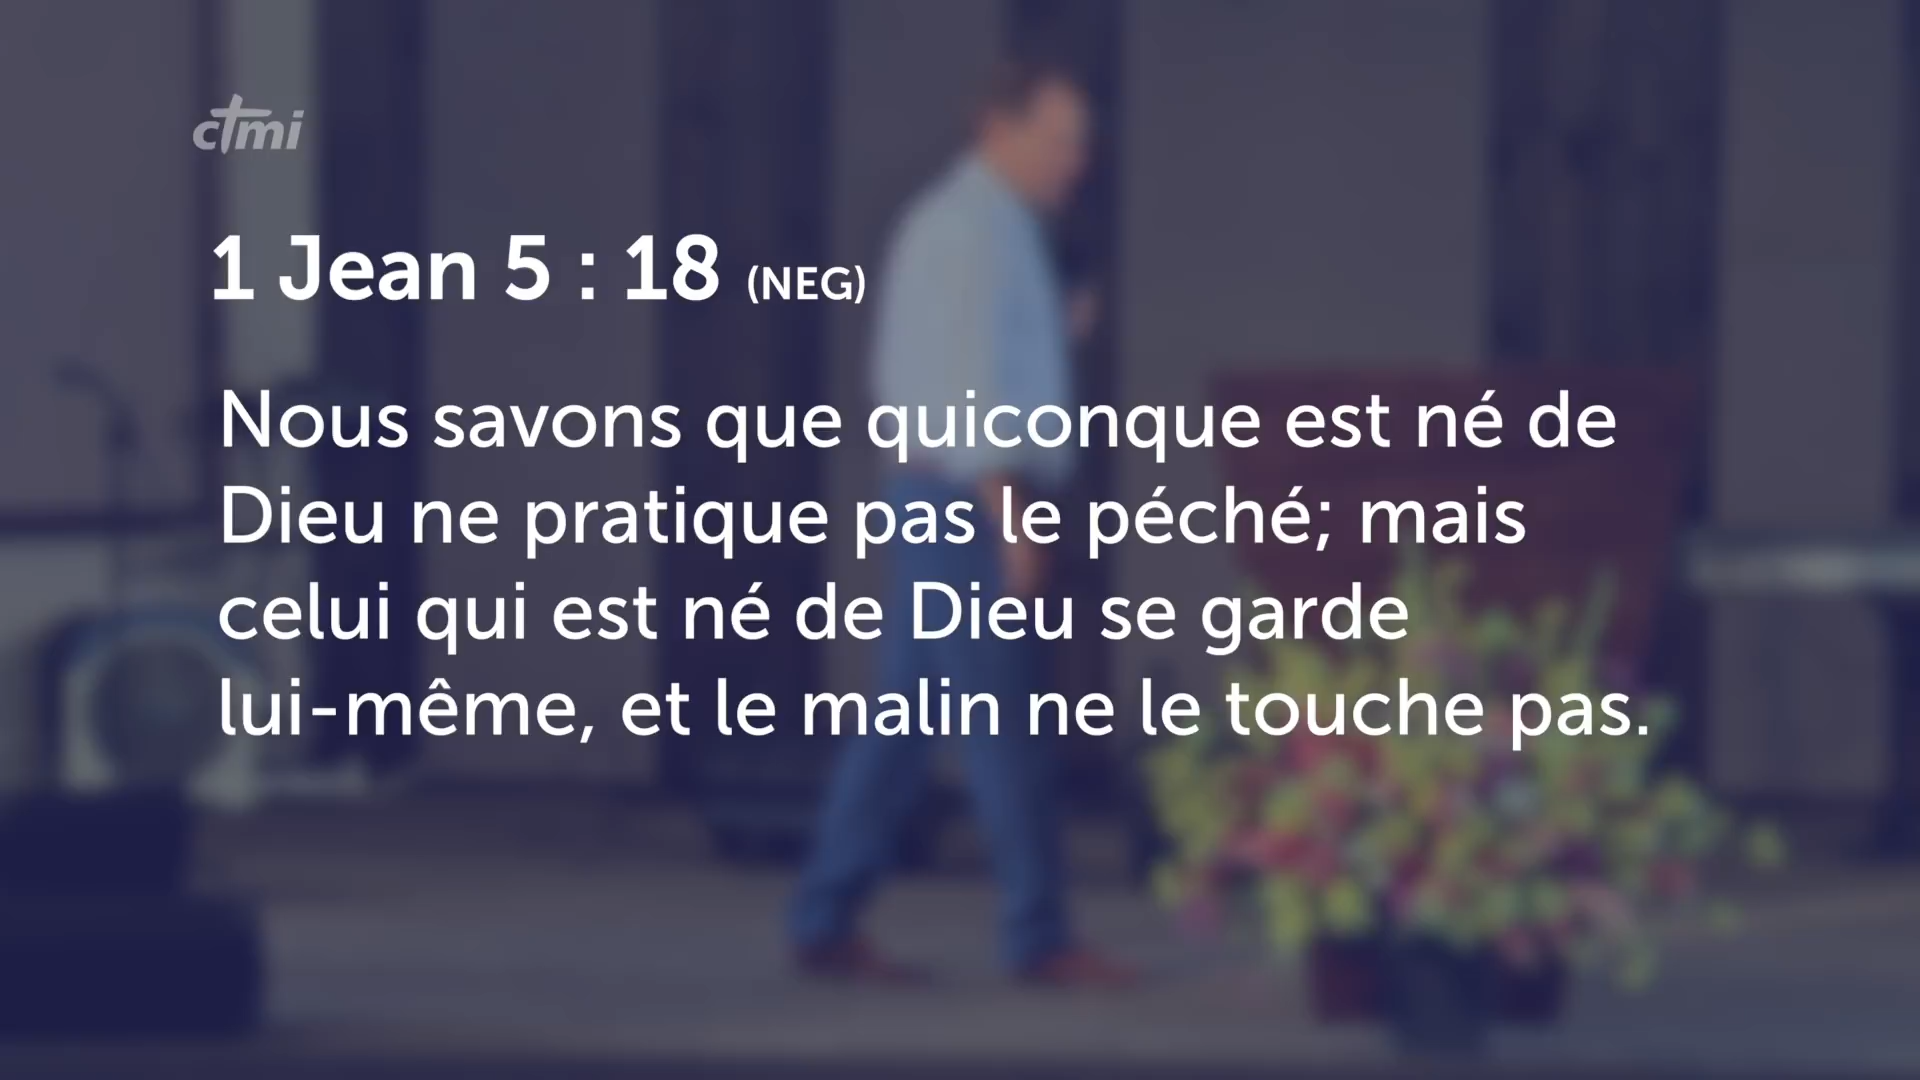 ctmi
1 Jean 5 : 18 (NEG)
Nous savons que quiconque est né de
Dieu ne pratique pas le péché; mais
celui qui est né de Dieu se garde
lui-même, et le malin ne le touche pas.